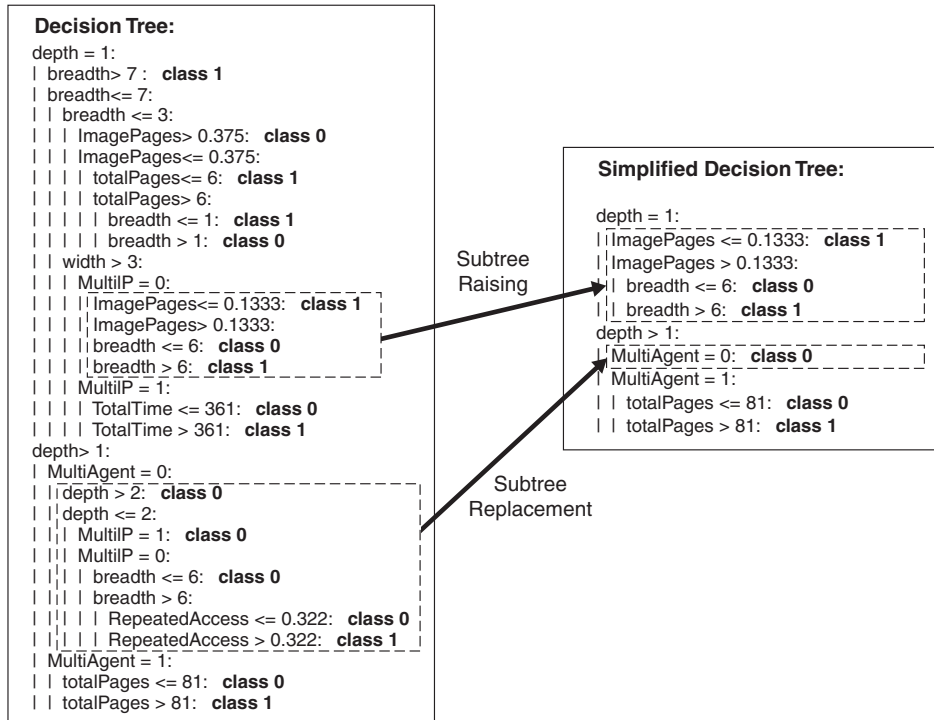 Decision Tree:
depth = 1:
| breadth> 7 : class 1
| breadth<= 7:
| | breadth <= 3:
| | | ImagePages> 0.375: class 0
| | | ImagePages<= 0.375:
| | | | totalPages<= 6: class 1
| | | | totalPages> 6:
| | | | | breadth <= 1: class 1
| | | | | breadth > 1: class 0
| | width > 3:
| | | MultiIP = 0:
| | | | ImagePages<= 0.1333: class 1
| | | | ImagePages> 0.1333:
| | | | breadth <= 6: class 0
| | | | breadth > 6: class 1
| | | MultiIP = 1:
| | | | TotalTime <= 361: class 0
| | | | TotalTime > 361: class 1
depth> 1:
| MultiAgent = 0:
| | depth > 2: class 0
| | depth <= 2:
| | | MultiIP = 1: class 0
| | | MultiIP = 0:
| | | | breadth <= 6: class 0
| | | | breadth > 6:
| | | | | RepeatedAccess <= 0.322: class 0
| | | | | RepeatedAccess > 0.322: class 1
| MultiAgent = 1:
| | totalPages <= 81: class 0
| | totalPages > 81: class 1
Subtree
Raising
Subtree
Replacement
Simplified Decision Tree:
depth = 1:
| ImagePages <= 0.1333: class 1
| ImagePages > 0.1333:
| | breadth <= 6: class 0
| | breadth > 6: class 1
depth > 1:
| MultiAgent = 0: class 0
| MultiAgent = 1:
| | totalPages <= 81: class 0
| | totalPages > 81: class 1